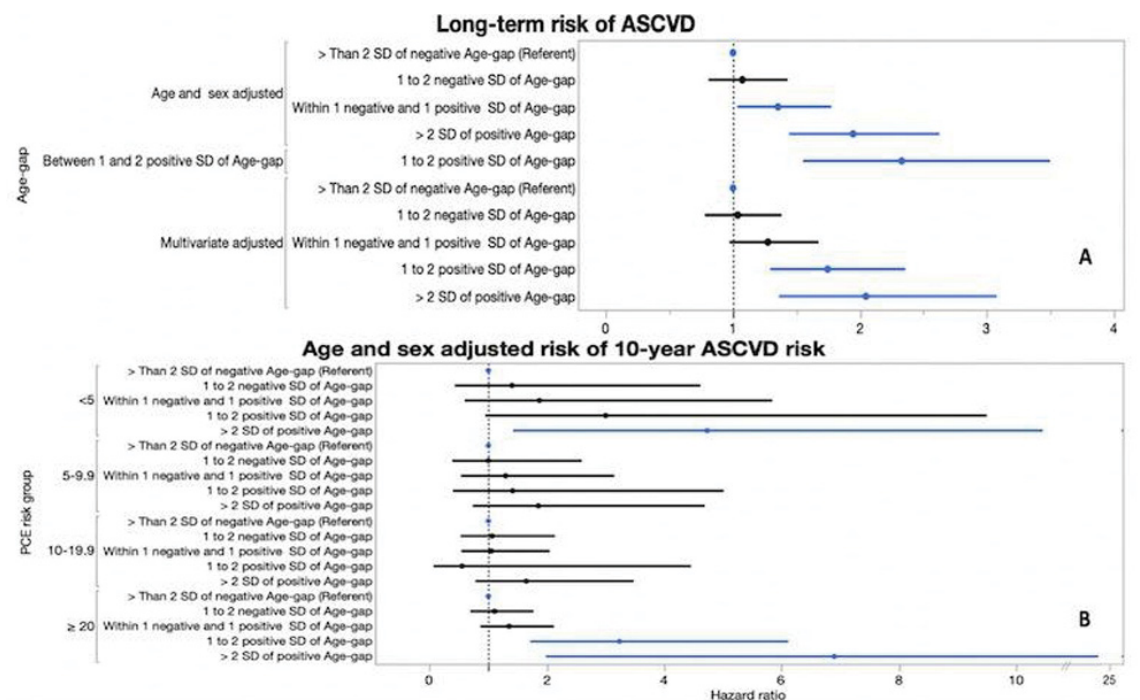 Long-term risk of ASCVD
Age-gap
Age and sex adjusted
> Than 2 SD of negative Age-gap (Referent)
1 to 2 negative SD of Age-gap
Within 1 negative and 1 positive SD of Age-gap
> 2 SD of positive Age-gap
Between 1 and 2 positive SD of Age-gap
1 to 2 positive SD of Age-gap
Multivariate adjusted
> Than 2 SD of negative Age-gap (Referent)
1 to 2 negative SD of Age-gap
Within 1 negative and 1 positive SD of Age-gap
1 to 2 positive SD of Age-gap
> 2 SD of positive Age-gap
A
0 1 2 3 4
Age and sex adjusted risk of 10-year ASCVD risk
PCE risk group
<5
> Than 2 SD of negative Age-gap (Referent)
1 to 2 negative SD of Age-gap
Within 1 negative and 1 positive SD of Age-gap
1 to 2 positive SD of Age-gap
> 2 SD of positive Age-gap
5-9.9
> Than 2 SD of negative Age-gap (Referent)
1 to 2 negative SD of Age-gap
Within 1 negative and 1 positive SD of Age-gap
1 to 2 positive SD of Age-gap
> 2 SD of positive Age-gap
10-19.9
> Than 2 SD of negative Age-gap (Referent)
1 to 2 negative SD of Age-gap
Within 1 negative and 1 positive SD of Age-gap
1 to 2 positive SD of Age-gap
> 2 SD of positive Age-gap
≥ 20
> Than 2 SD of negative Age-gap (Referent)
1 to 2 negative SD of Age-gap
Within 1 negative and 1 positive SD of Age-gap
1 to 2 positive SD of Age-gap
> 2 SD of positive Age-gap
B
0 2 4 6 8 10 25
Hazard ratio